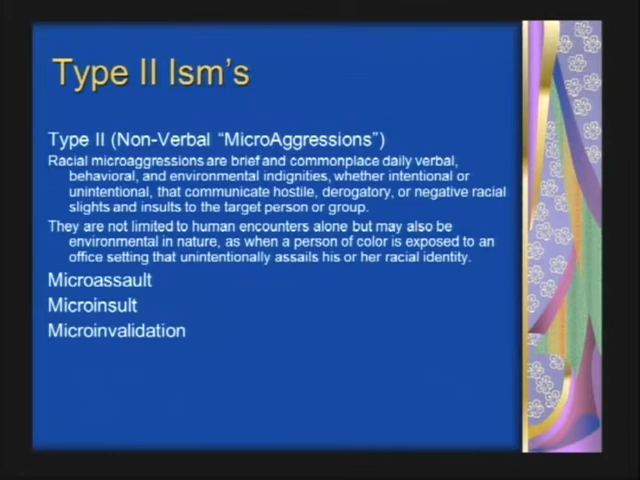 Type II Ism's
Type II (Non-Verbal “MicroAggressions”)
Racial microaggressions are brief and commonplace daily verbal,
behavioral, and environmental indignities, whether intentional or
unintentional, that communicate hostile, derogatory, or negative racial
slights and insults to the target person or group.
They are not limited to human encounters alone but may also be
environmental in nature, as when a person of color is exposed to an
office setting that unintentionally assails his or her racial identity.
Microassault
Microinsult
Microinvalidation